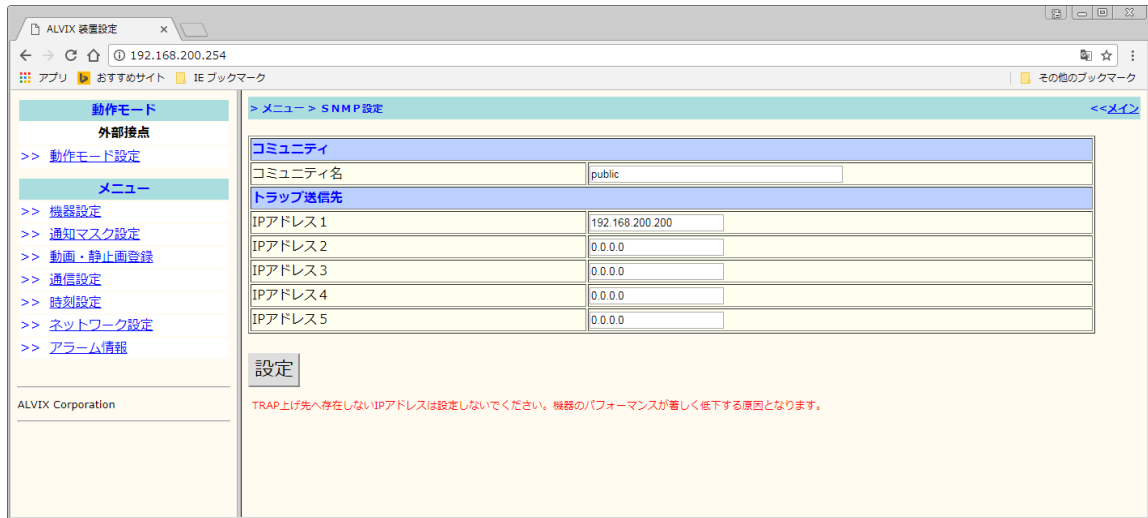 ALVIX 装置設定
192.168.200.254
アプリ おすすめサイト IE ブックマーク その他のブックマーク
動作モード
外部接点
>> 動作モード設定
メニュー
>> 機器設定
>> 通知マスク設定
>> 動画・静止画登録
>> 通信設定
>> 時刻設定
>> ネットワーク設定
>> アラーム情報
ALVIX Corporation
> メニュー > ＳＮＭＰ設定 <<メイン
コミュニティ
コミュニティ名 public
トラップ送信先
IPアドレス１ 192.168.200.200
IPアドレス２ 0.0.0.0
IPアドレス３ 0.0.0.0
IPアドレス４ 0.0.0.0
IPアドレス５ 0.0.0.0
設定
TRAP上げ先へ存在しないIPアドレスは設定しないでください。機器のパフォーマンスが著しく低下する原因となります。